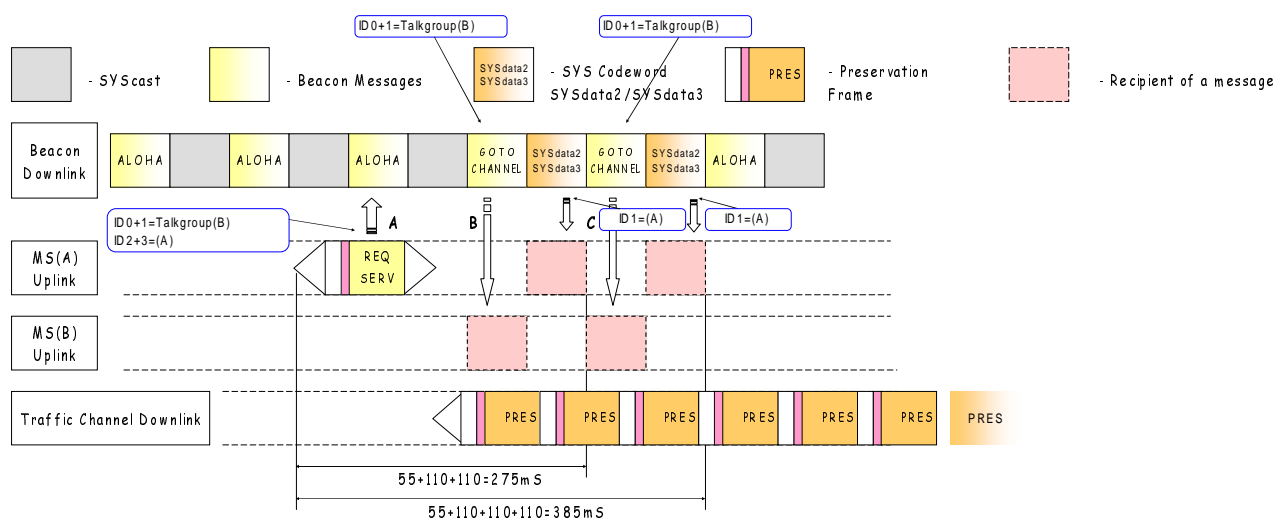 ID0+1=Talkgroup(B)
ID0+1=Talkgroup(B)
- SYScast
- Beacon Messages
SYSdata2
SYSdata3
- SYS Codeword
SYSdata2/SYSdata3
PRES
- Preservation
Frame
- Recipient of a message
Beacon
Downlink
ALOHA
ALOHA
ALOHA
GOTO
CHANNEL
SYSdata2
SYSdata3
GOTO
CHANNEL
SYSdata2
SYSdata3
ALOHA
ID0+1=Talkgroup(B)
ID2+3=(A)
A
B
C
ID1=(A)
ID1=(A)
MS(A)
Uplink
REQ
SERV
MS(B)
Uplink
Traffic Channel Downlink
PRES
PRES
PRES
PRES
PRES
PRES
PRES
55+110+110=275mS
55+110+110+110=385mS